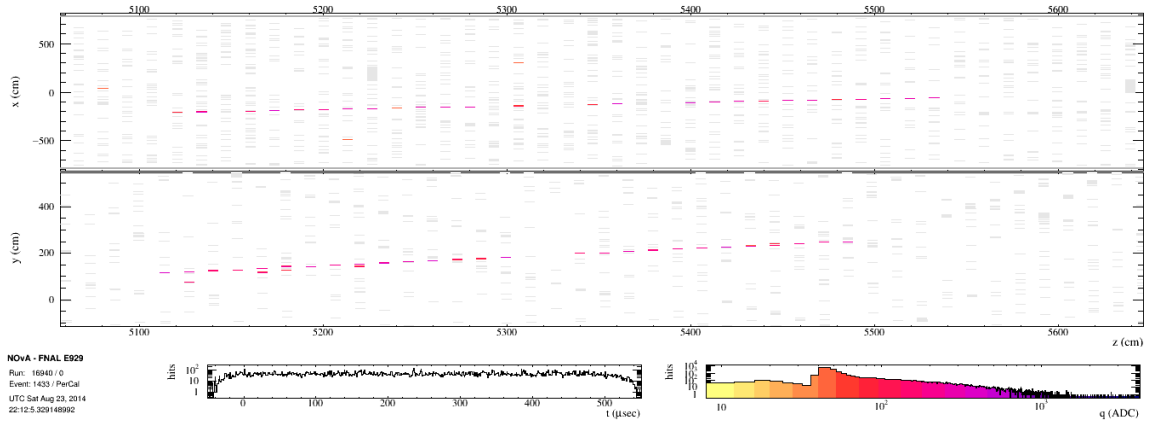 5100 5200 5300 5400 5500 5600
x (cm)
500
0
−500
y (cm)
400
200
0
5100 5200 5300 5400 5500 5600
z (cm)
NOvA - FNAL E929
Run: 16940 / 0
Event: 1433 / PerCal
UTC Sat Aug 23, 2014
22:12:5.329148992
hits
10²
10
1
0 100 200 300 400 500
t (μsec)
hits
10⁴
10³
10²
10
1
10 10² 10³
q (ADC)